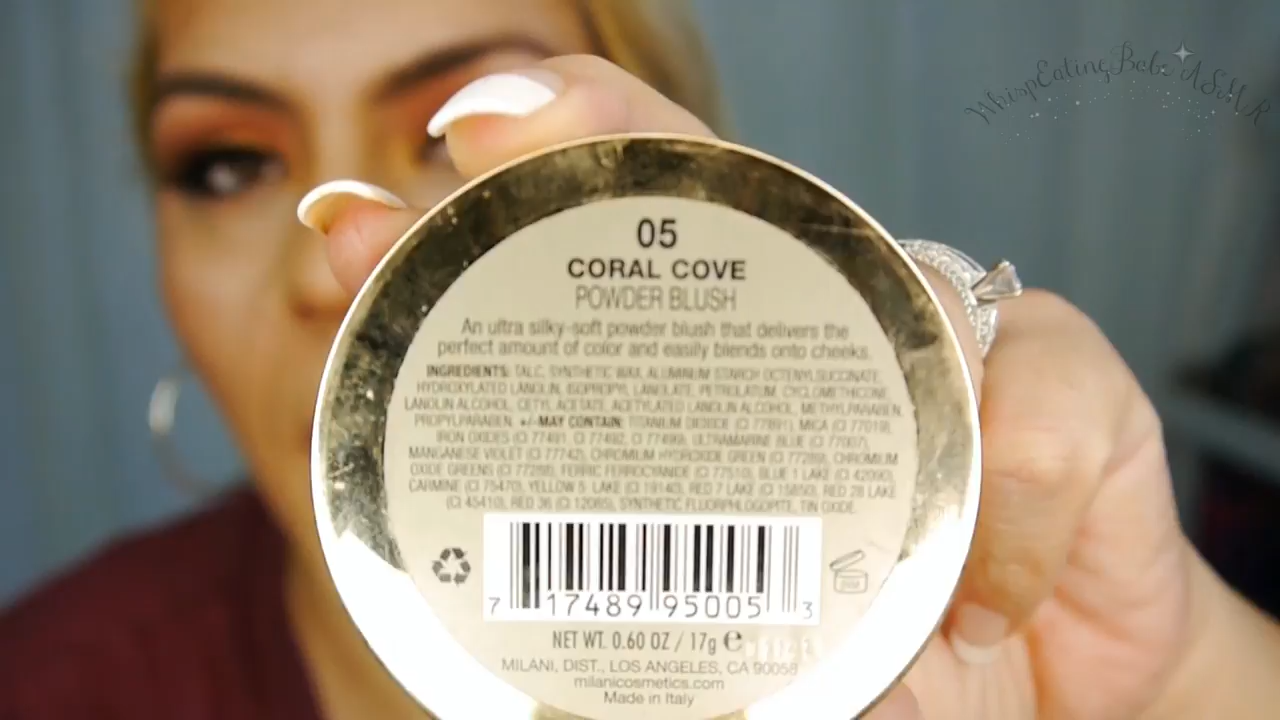 WhispEatingBabe ASMR
05
CORAL COVE
POWDER BLUSH
An ultra silky-soft powder blush that delivers the
perfect amount of color and easily blends onto cheeks.
INGREDIENTS: TALC, SYNTHETIC WAX, ALUMINUM STARCH OCTENYLSUCCINATE,
HYDROXYLATED LANOLIN, ISOPROPYL LANOLATE, PETROLATUM, CYCLOMETHICONE,
LANOLIN ALCOHOL, CETYL ACETATE, ACETYLATED LANOLIN ALCOHOL, METHYLPARABEN,
PROPYLPARABEN. +/-MAY CONTAIN: TITANIUM DIOXIDE (CI 77891), MICA (CI 77019),
IRON OXIDES (CI 77491, CI 77492, CI 77499), ULTRAMARINE BLUE (CI 77007),
MANGANESE VIOLET (CI 77742), CHROMIUM HYDROXIDE GREEN (CI 77289), CHROMIUM
OXIDE GREENS (CI 77288), FERRIC FERROCYANIDE (CI 77510), BLUE 1 LAKE (CI 42090),
CARMINE (CI 75470), YELLOW 5 LAKE (CI 19140), RED 7 LAKE (CI 15850), RED 28 LAKE
(CI 45410), RED 36 (CI 12085), SYNTHETIC FLUORPHLOGOPITE, TIN OXIDE.
7 17489 95005 3
NET WT. 0.60 OZ / 17g e
MILANI, DIST., LOS ANGELES, CA 90058
milanicosmetics.com
Made in Italy